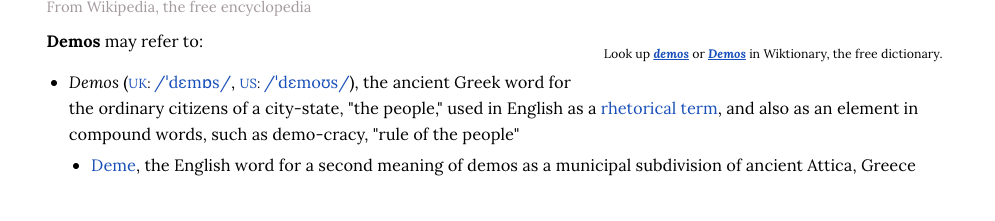 From Wikipedia, the free encyclopedia
Demos may refer to:
Look up demos or Demos in Wiktionary, the free dictionary.
• Demos (UK: /ˈdɛmɒs/, US: /ˈdɛmoʊs/), the ancient Greek word for
the ordinary citizens of a city-state, "the people," used in English as a rhetorical term, and also as an element in
compound words, such as demo-cracy, "rule of the people"
• Deme, the English word for a second meaning of demos as a municipal subdivision of ancient Attica, Greece